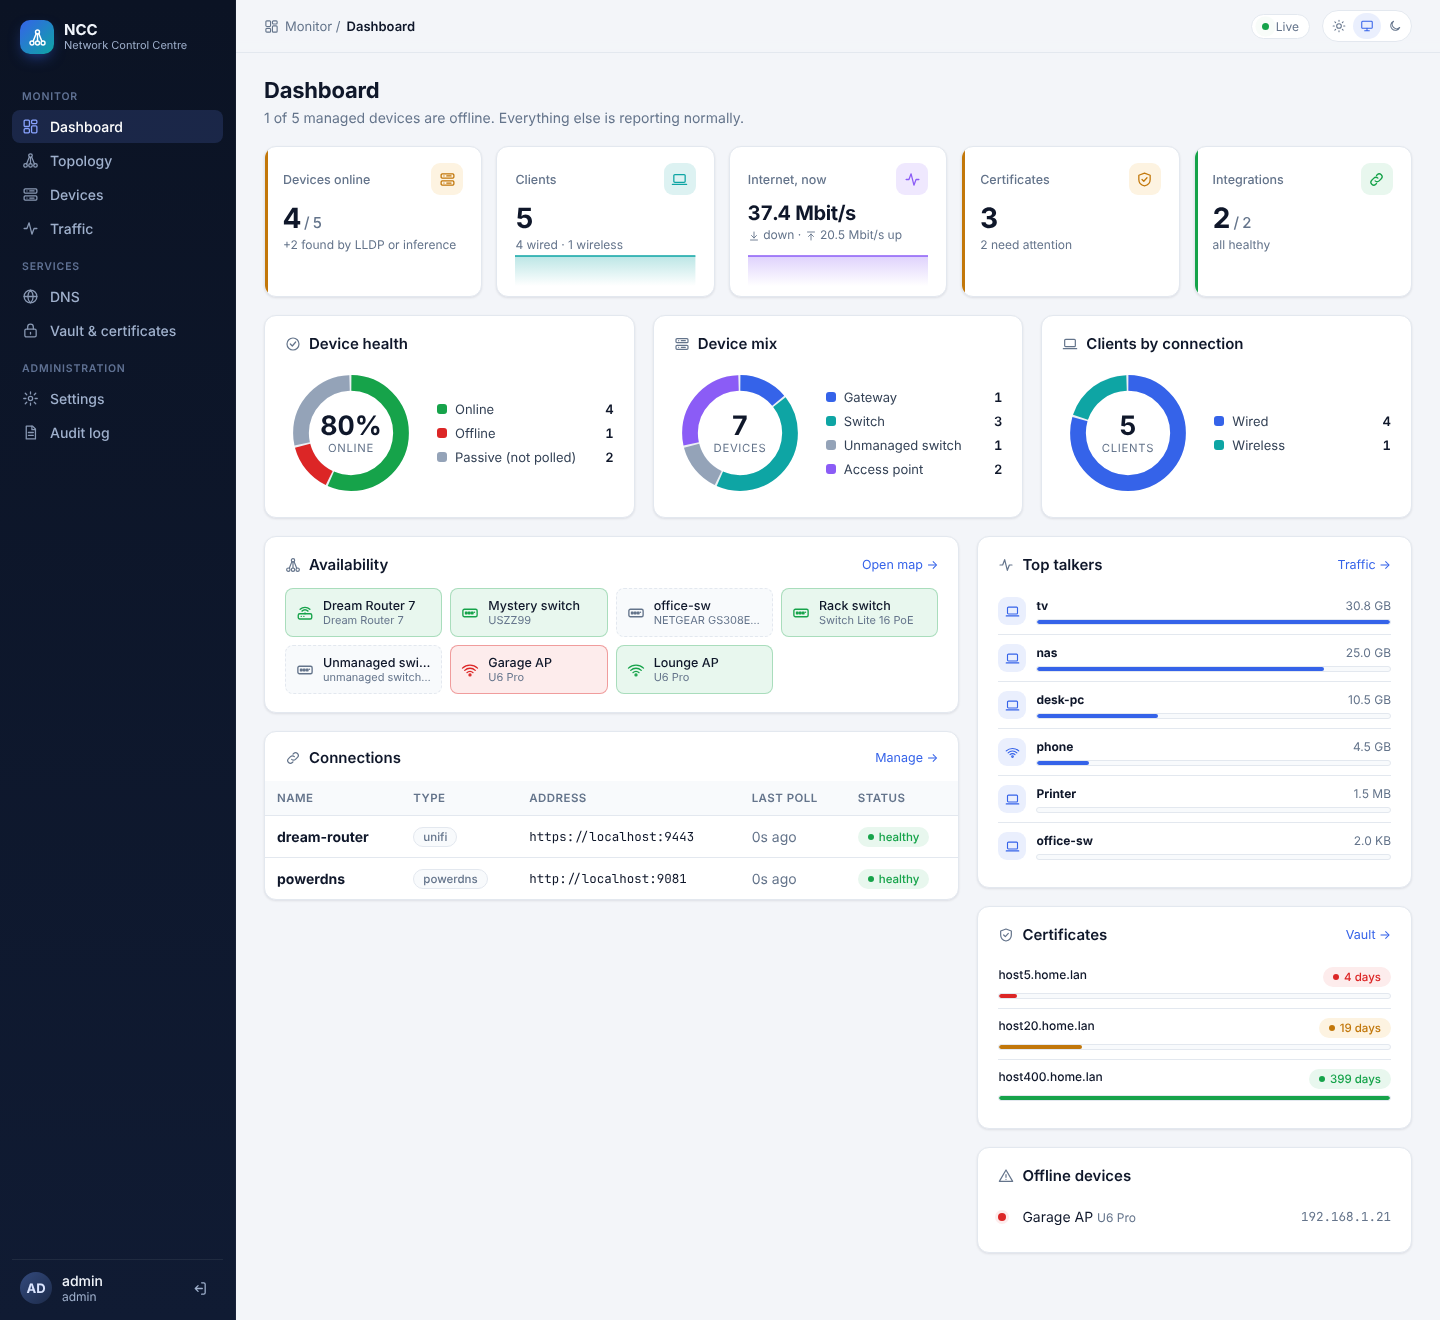 NCC
Network Control Centre
MONITOR
Dashboard
Topology
Devices
Traffic
SERVICES
DNS
Vault & certificates
ADMINISTRATION
Settings
Audit log
AD
admin
admin
Monitor / Dashboard
Live
Dashboard
1 of 5 managed devices are offline. Everything else is reporting normally.
Devices online
4 / 5
+2 found by LLDP or inference
Clients
5
4 wired · 1 wireless
Internet, now
37.4 Mbit/s
down · 20.5 Mbit/s up
Certificates
3
2 need attention
Integrations
2 / 2
all healthy
Device health
80%
ONLINE
Online 4
Offline 1
Passive (not polled) 2
Device mix
7
DEVICES
Gateway 1
Switch 3
Unmanaged switch 1
Access point 2
Clients by connection
5
CLIENTS
Wired 4
Wireless 1
Availability
Open map →
Dream Router 7
Dream Router 7
Mystery switch
USZZ99
office-sw
NETGEAR GS308E...
Rack switch
Switch Lite 16 PoE
Unmanaged swi...
unmanaged switch...
Garage AP
U6 Pro
Lounge AP
U6 Pro
Connections
Manage →
NAME TYPE ADDRESS LAST POLL STATUS
dream-router unifi https://localhost:9443 0s ago healthy
powerdns powerdns http://localhost:9081 0s ago healthy
Top talkers
Traffic →
tv 30.8 GB
nas 25.0 GB
desk-pc 10.5 GB
phone 4.5 GB
Printer 1.5 MB
office-sw 2.0 KB
Certificates
Vault →
host5.home.lan 4 days
host20.home.lan 19 days
host400.home.lan 399 days
Offline devices
Garage AP U6 Pro 192.168.1.21